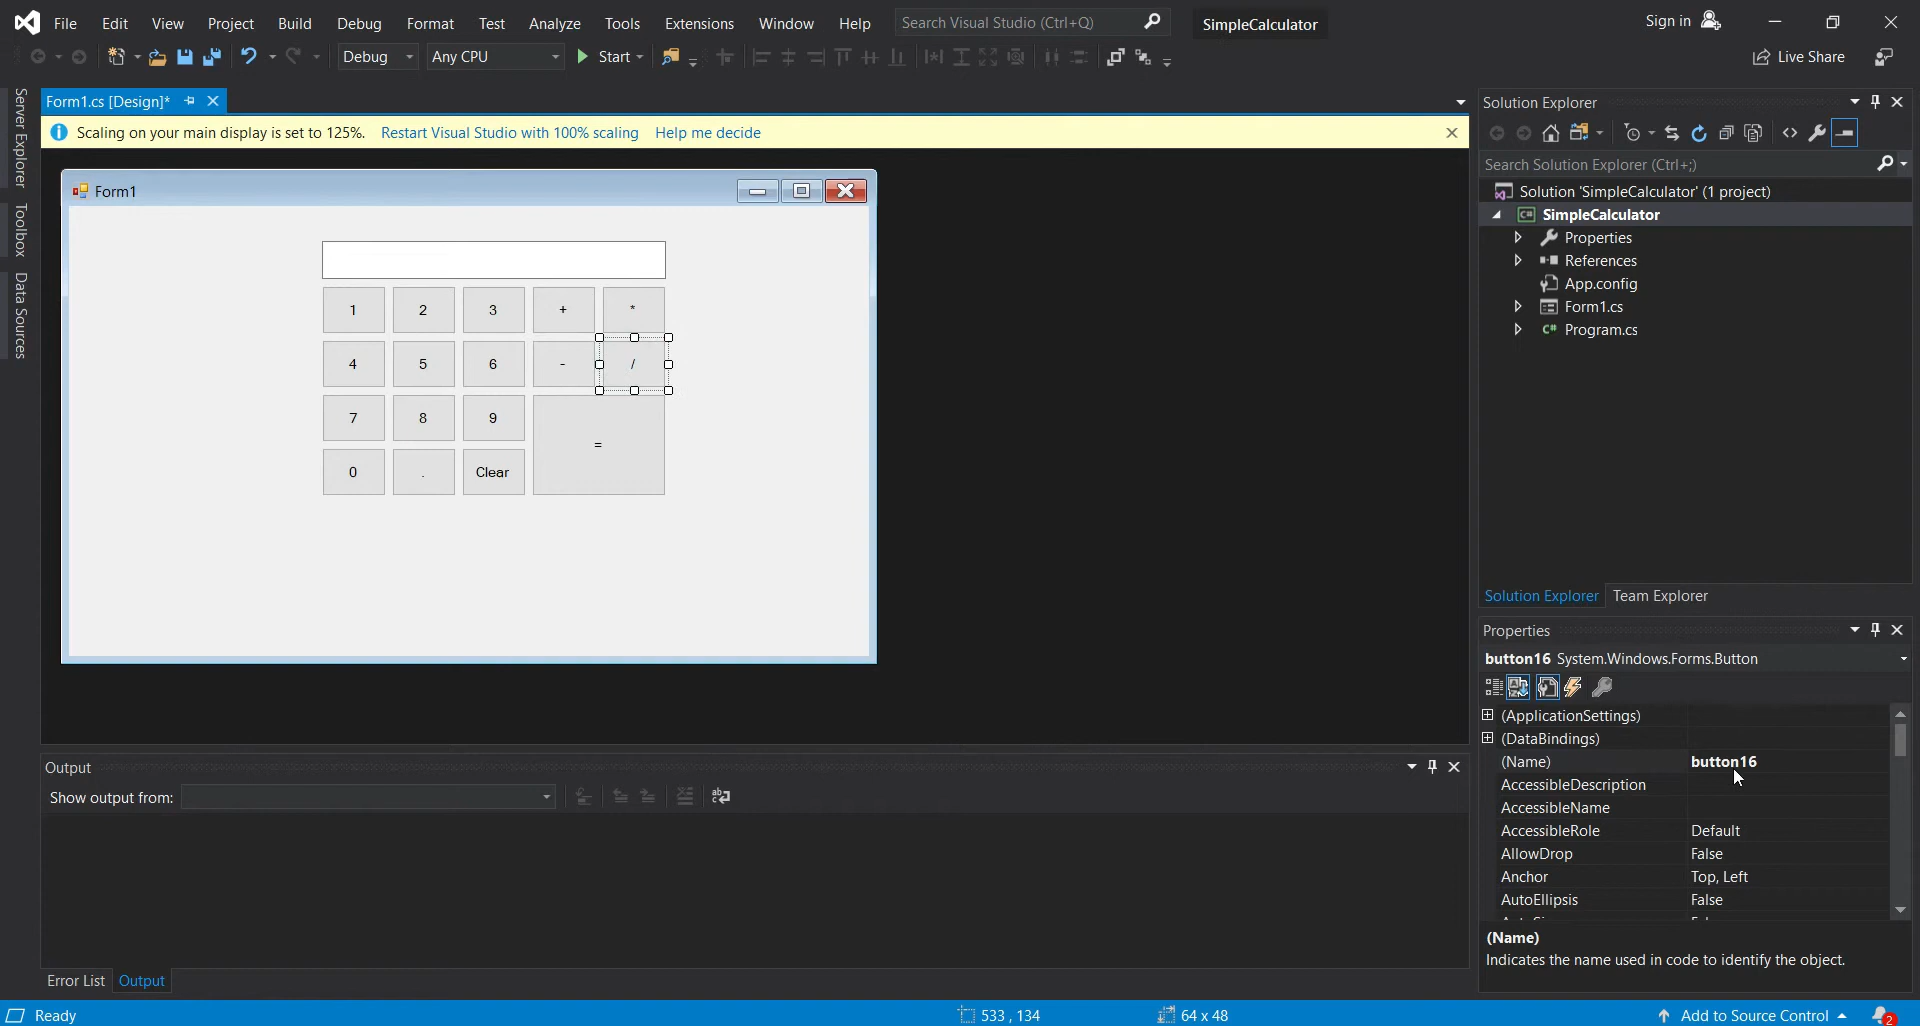 File Edit View Project Build Debug Format Test Analyze Tools Extensions Window Help Search Visual Studio (Ctrl+Q) SimpleCalculator Sign in
Debug Any CPU Start Live Share
Server Explorer
Toolbox
Data Sources
Form1.cs [Design]*
Scaling on your main display is set to 125%. Restart Visual Studio with 100% scaling Help me decide
Form1
1 2 3 + *
4 5 6 - /
7 8 9 =
0 . Clear
Output
Show output from:
Error List Output
Solution Explorer
Search Solution Explorer (Ctrl+;)
Solution 'SimpleCalculator' (1 project)
C# SimpleCalculator
Properties
References
App.config
Form1.cs
C# Program.cs
Solution Explorer Team Explorer
Properties
button16 System.Windows.Forms.Button
(ApplicationSettings)
(DataBindings)
(Name) button16
AccessibleDescription
AccessibleName
AccessibleRole Default
AllowDrop False
Anchor Top, Left
AutoEllipsis False
(Name)
Indicates the name used in code to identify the object.
Ready 533 , 134 64 x 48 Add to Source Control 2